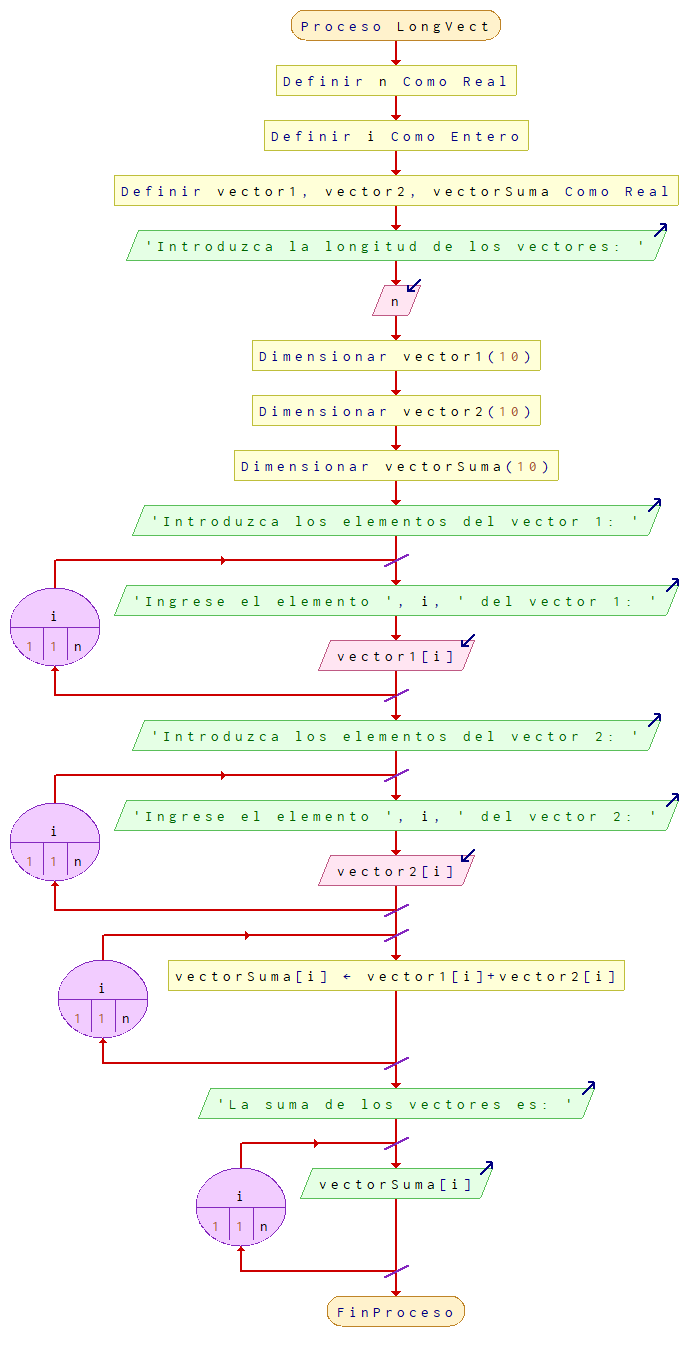 Proceso LongVect
Definir n Como Real
Definir i Como Entero
Definir vector1, vector2, vectorSuma Como Real
'Introduzca la longitud de los vectores: '
n
Dimensionar vector1(10)
Dimensionar vector2(10)
Dimensionar vectorSuma(10)
'Introduzca los elementos del vector 1: '
i
1 1 n
'Ingrese el elemento ', i, ' del vector 1: '
vector1[i]
'Introduzca los elementos del vector 2: '
i
1 1 n
'Ingrese el elemento ', i, ' del vector 2: '
vector2[i]
i
1 1 n
vectorSuma[i] ← vector1[i]+vector2[i]
'La suma de los vectores es: '
i
1 1 n
vectorSuma[i]
FinProceso